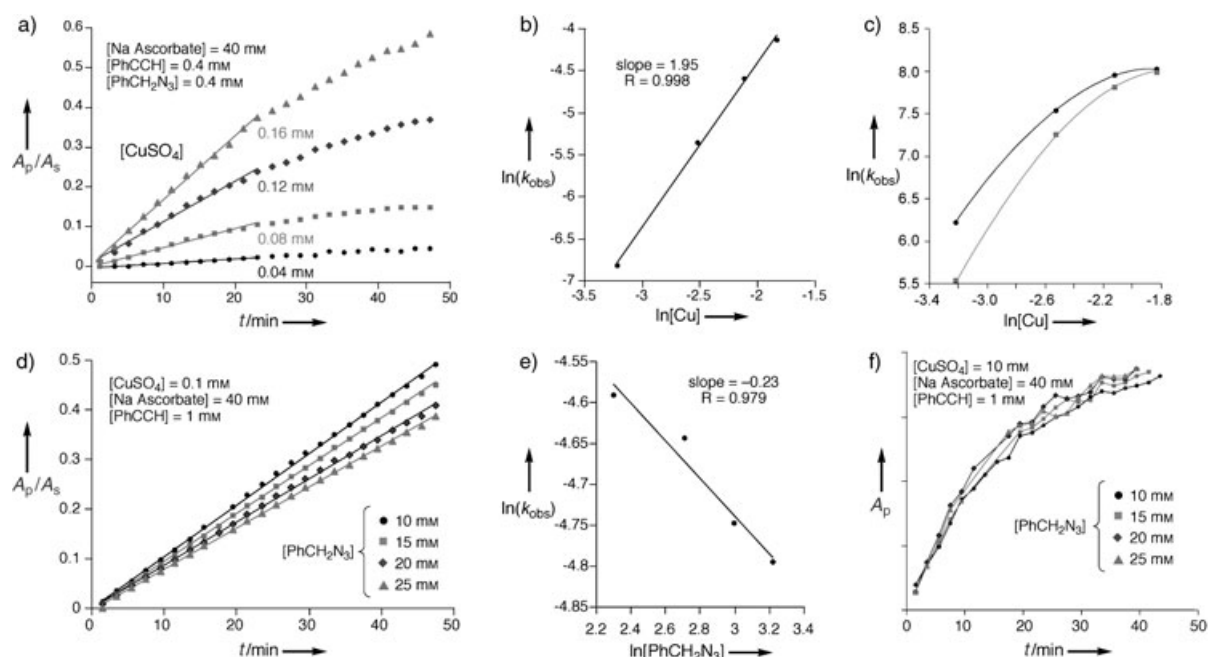 a)
[Na Ascorbate] = 40 mM
[PhCCH] = 0.4 mM
[PhCH2N3] = 0.4 mM
[CuSO4]
0.16 mM
0.12 mM
0.08 mM
0.04 mM
Ap/As
0.6
0.5
0.4
0.3
0.2
0.1
0
0 10 20 30 40 50
t/min
b)
slope = 1.95
R = 0.998
ln(kobs)
-4
-4.5
-5
-5.5
-6
-6.5
-7
-3.5 -3 -2.5 -2 -1.5
ln[Cu]
c)
ln(kobs)
8.5
8.0
7.5
7.0
6.5
6.0
5.5
-3.4 -3.0 -2.6 -2.2 -1.8
ln[Cu]
d)
[CuSO4] = 0.1 mM
[Na Ascorbate] = 40 mM
[PhCCH] = 1 mM
Ap/As
0.5
0.4
0.3
0.2
0.1
0
[PhCH2N3]
10 mM
15 mM
20 mM
25 mM
0 10 20 30 40 50
t/min
e)
slope = –0.23
R = 0.979
ln(kobs)
-4.55
-4.6
-4.65
-4.7
-4.75
-4.8
-4.85
2.2 2.4 2.6 2.8 3 3.2 3.4
ln[PhCH2N3]
f)
[CuSO4] = 10 mM
[Na Ascorbate] = 40 mM
[PhCCH] = 1 mM
Ap
[PhCH2N3]
10 mM
15 mM
20 mM
25 mM
0 10 20 30 40 50
t/min